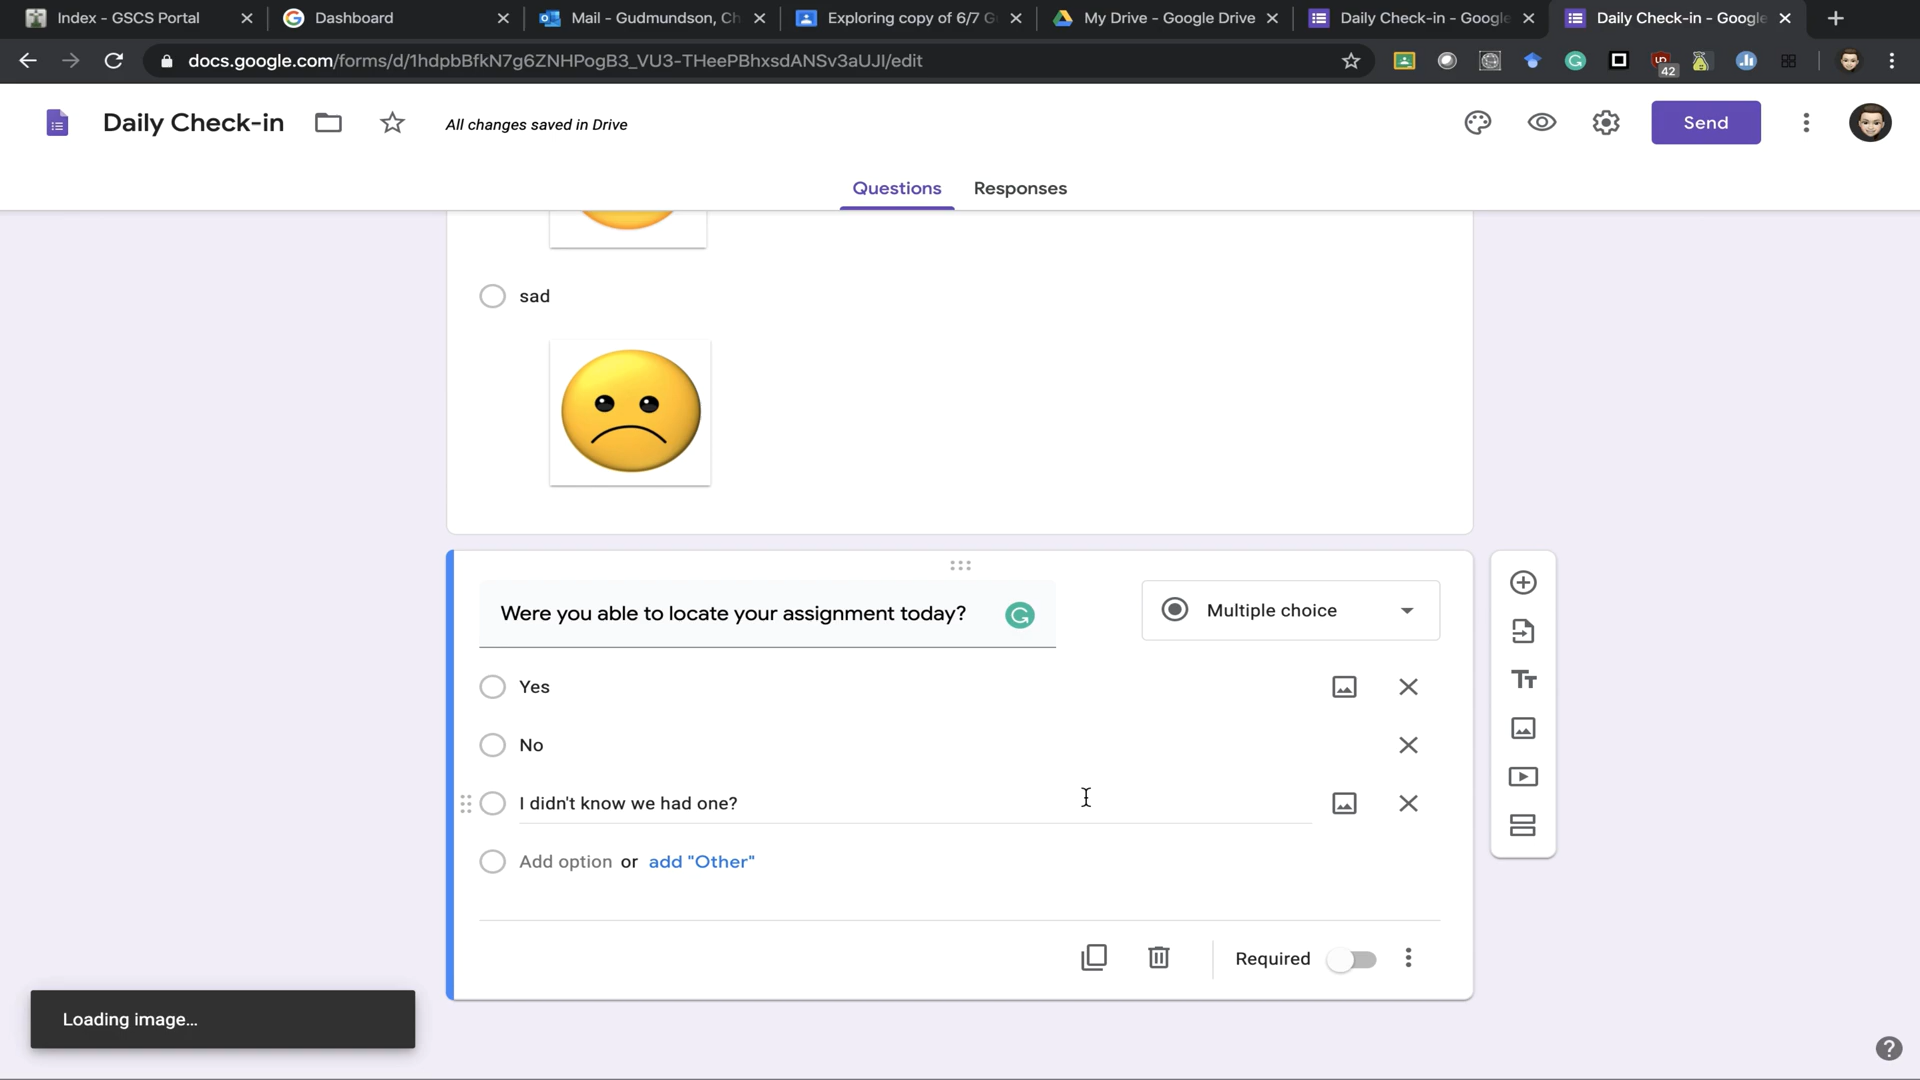 Index - GSCS Portal
Dashboard
Mail - Gudmundson, Ch
Exploring copy of 6/7 G
My Drive - Google Drive
Daily Check-in - Google
Daily Check-in - Google
docs.google.com/forms/d/1hdpbBfkN7g6ZNHPogB3_VU3-THeePBhxsdANSv3aUJI/edit
42
Daily Check-in
All changes saved in Drive
Send
Questions
Responses
sad
Were you able to locate your assignment today?
Multiple choice
Yes
No
I didn't know we had one?
Add option or add "Other"
Required
Loading image...